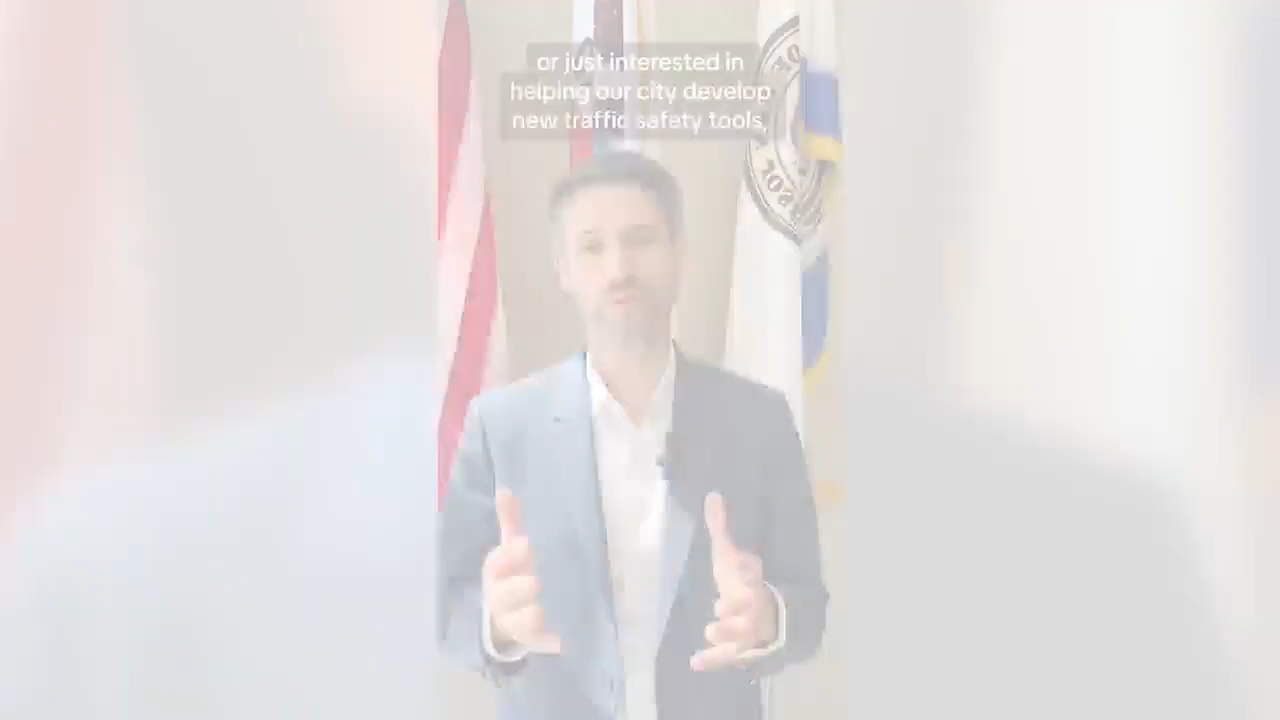 or just interested in
helping our city develop
new traffic safety tools,